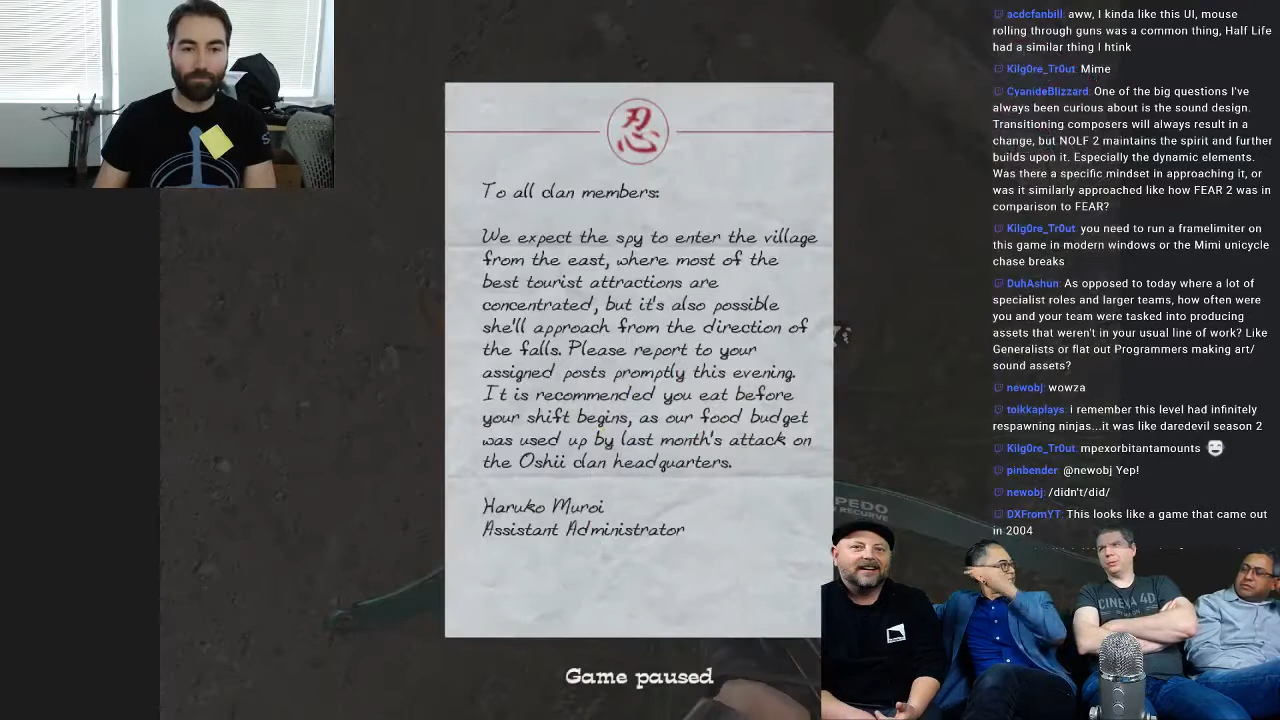 忍
To all clan members:
We expect the spy to enter the village
from the east, where most of the
best tourist attractions are
concentrated, but it's also possible
she'll approach from the direction of
the falls. Please report to your
assigned posts promptly this evening.
It is recommended you eat before
your shift begins, as our food budget
was used up by last month's attack on
the Oshii clan headquarters.
Haruko Muroi
Assistant Administrator
PEDO
RECURVE
Game paused
acdcfanbill: aww, I kinda like this UI, mouse
rolling through guns was a common thing, Half Life
had a similar thing I htink
Kilg0re_Tr0ut: Mime
CyanideBlizzard: One of the big questions I've
always been curious about is the sound design.
Transitioning composers will always result in a
change, but NOLF 2 maintains the spirit and further
builds upon it. Especially the dynamic elements.
Was there a specific mindset in approaching it, or
was it similarly approached like how FEAR 2 was in
comparison to FEAR?
Kilg0re_Tr0ut: you need to run a framelimiter on
this game in modern windows or the Mimi unicycle
chase breaks
DuhAshun: As opposed to today where a lot of
specialist roles and larger teams, how often were
you and your team were tasked into producing
assets that weren't in your usual line of work? Like
Generalists or flat out Programmers making art/
sound assets?
newobj: wowza
toikkaplays: i remember this level had infinitely
respawning ninjas...it was like daredevil season 2
Kilg0re_Tr0ut: mpexorbitantamounts
pinbender: @newobj Yep!
newobj: /didn't/did/
DXFromYT: This looks like a game that came out
in 2004
CINEMA 4D